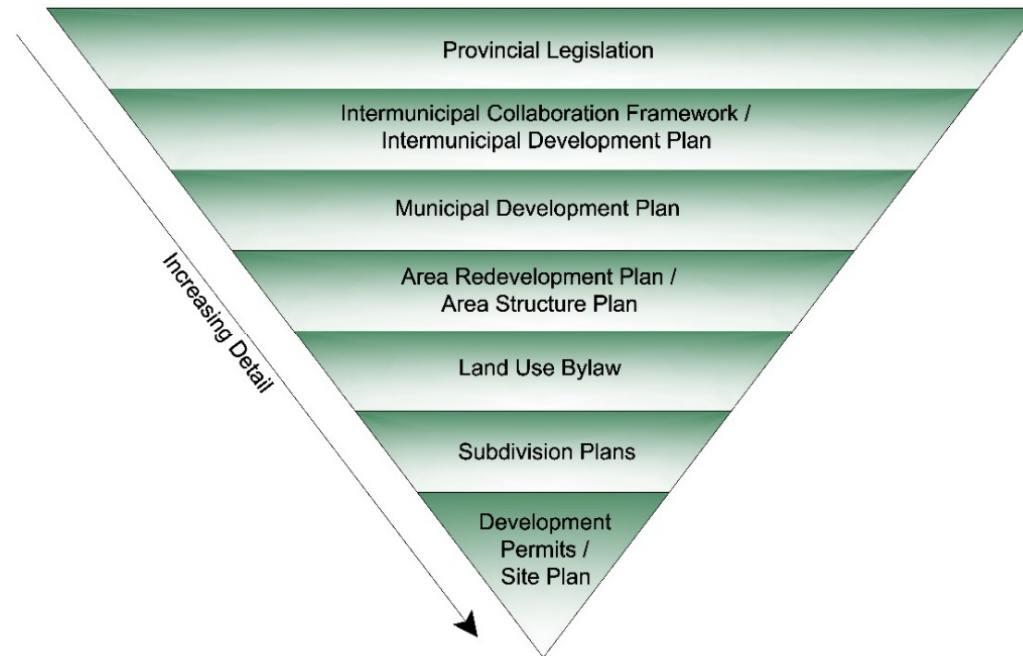 Provincial Legislation
Intermunicipal Collaboration Framework /
Intermunicipal Development Plan
Municipal Development Plan
Area Redevelopment Plan /
Area Structure Plan
Increasing Detail
Land Use Bylaw
Subdivision Plans
Development
Permits /
Site Plan